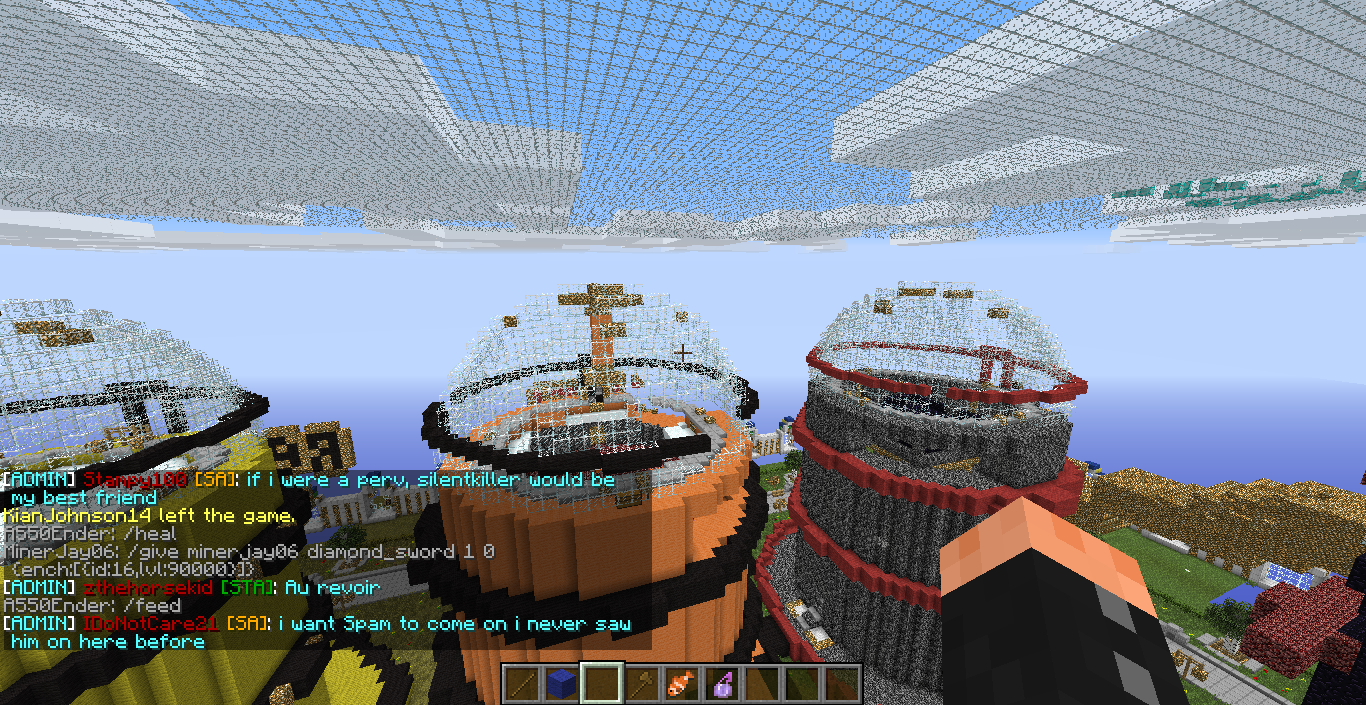 [ADMIN] Stampy100 [SA]: if i were a perv, silentkiller would be
my best friend
KianJohnson14 left the game.
A550Ender: /heal
MinerJay06: /give minerjay06 diamond_sword 1 0
{ench:[{id:16,lvl:90000}]}
[ADMIN] zthehorsekid [STA]: Au revoir
A550Ender: /feed
[ADMIN] IDoNotCare21 [SA]: i want Spam to come on i never saw
him on here before